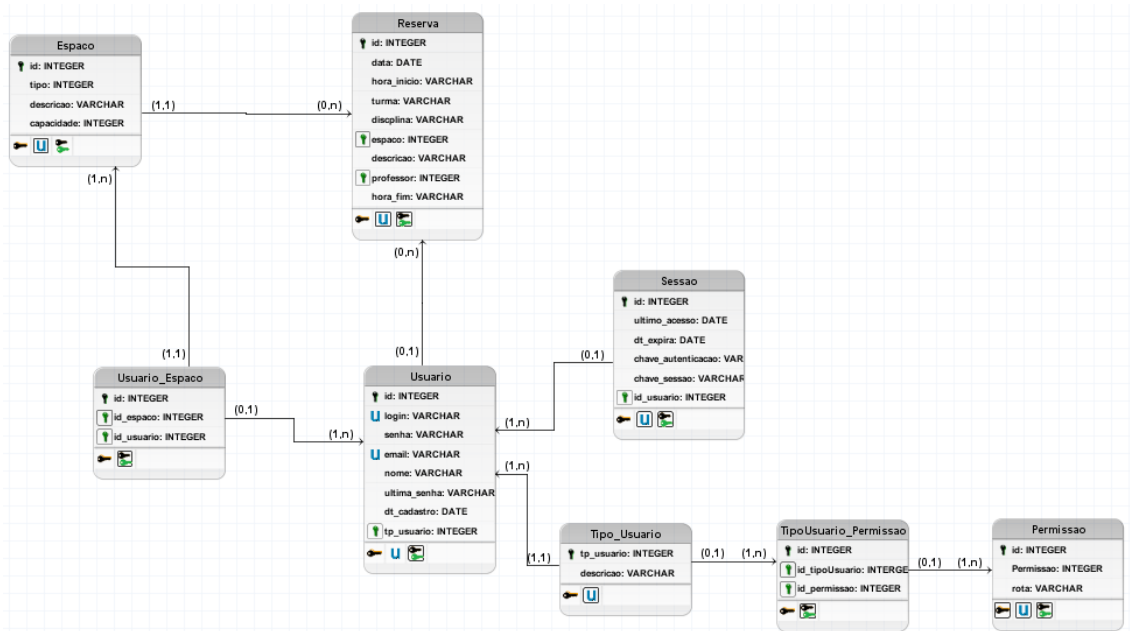 Espaco
id: INTEGER
tipo: INTEGER
descricao: VARCHAR
capacidade: INTEGER
U
(1,1)
(0,n)
Reserva
id: INTEGER
data: DATE
hora_inicio: VARCHAR
turma: VARCHAR
discplina: VARCHAR
espaco: INTEGER
descricao: VARCHAR
professor: INTEGER
hora_fim: VARCHAR
U
(1,n)
(0,n)
(1,1)
(0,1)
Usuario_Espaco
id: INTEGER
id_espaco: INTEGER
id_usuario: INTEGER
(0,1)
(1,n)
Usuario
id: INTEGER
U login: VARCHAR
senha: VARCHAR
U email: VARCHAR
nome: VARCHAR
ultima_senha: VARCHAR
dt_cadastro: DATE
tp_usuario: INTEGER
U
Sessao
id: INTEGER
ultimo_acesso: DATE
dt_expira: DATE
chave_autenticacao: VAR
chave_sessao: VARCHAR
id_usuario: INTEGER
U
(0,1)
(1,n)
(1,n)
(1,1)
Tipo_Usuario
tp_usuario: INTEGER
descricao: VARCHAR
U
(0,1)
(1,n)
TipoUsuario_Permissao
id: INTEGER
id_tipoUsuario: INTERGE
id_permissao: INTEGER
(0,1)
(1,n)
Permissao
id: INTEGER
Permissao: INTEGER
rota: VARCHAR
U